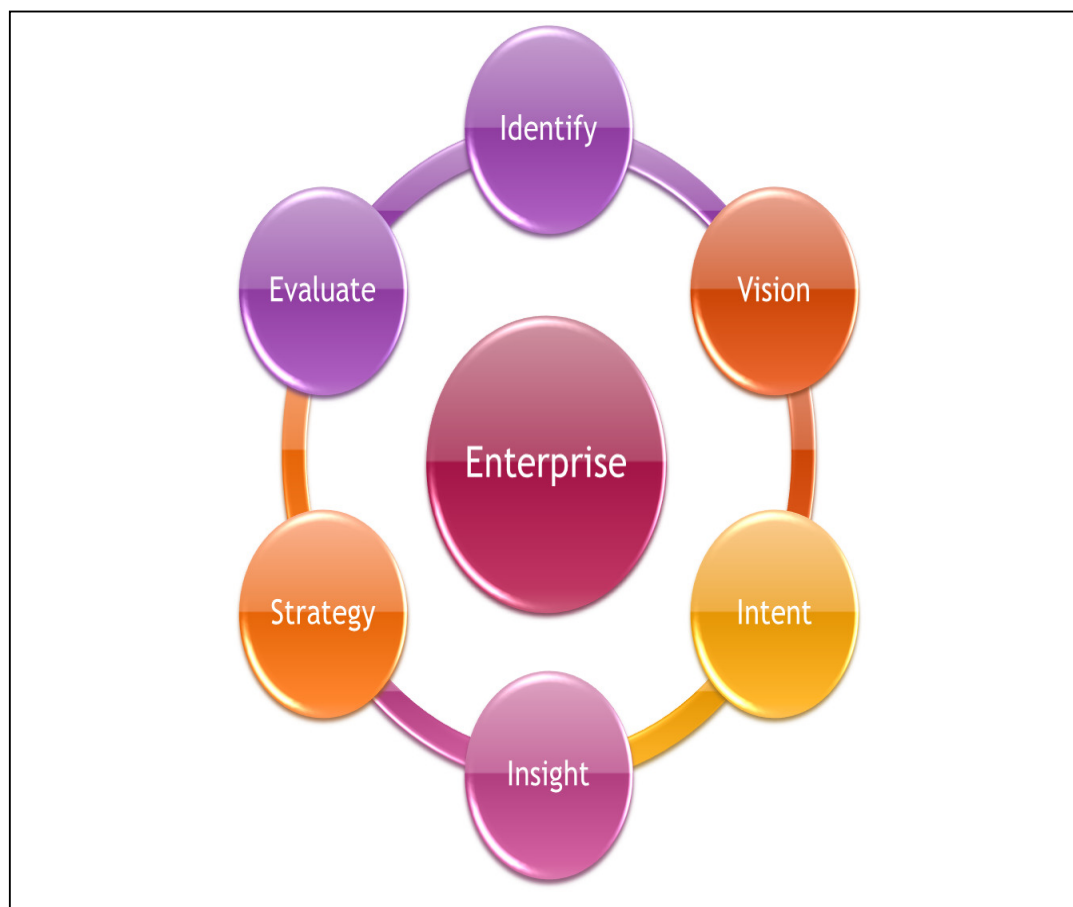 Identify
Vision
Intent
Insight
Strategy
Evaluate
Enterprise